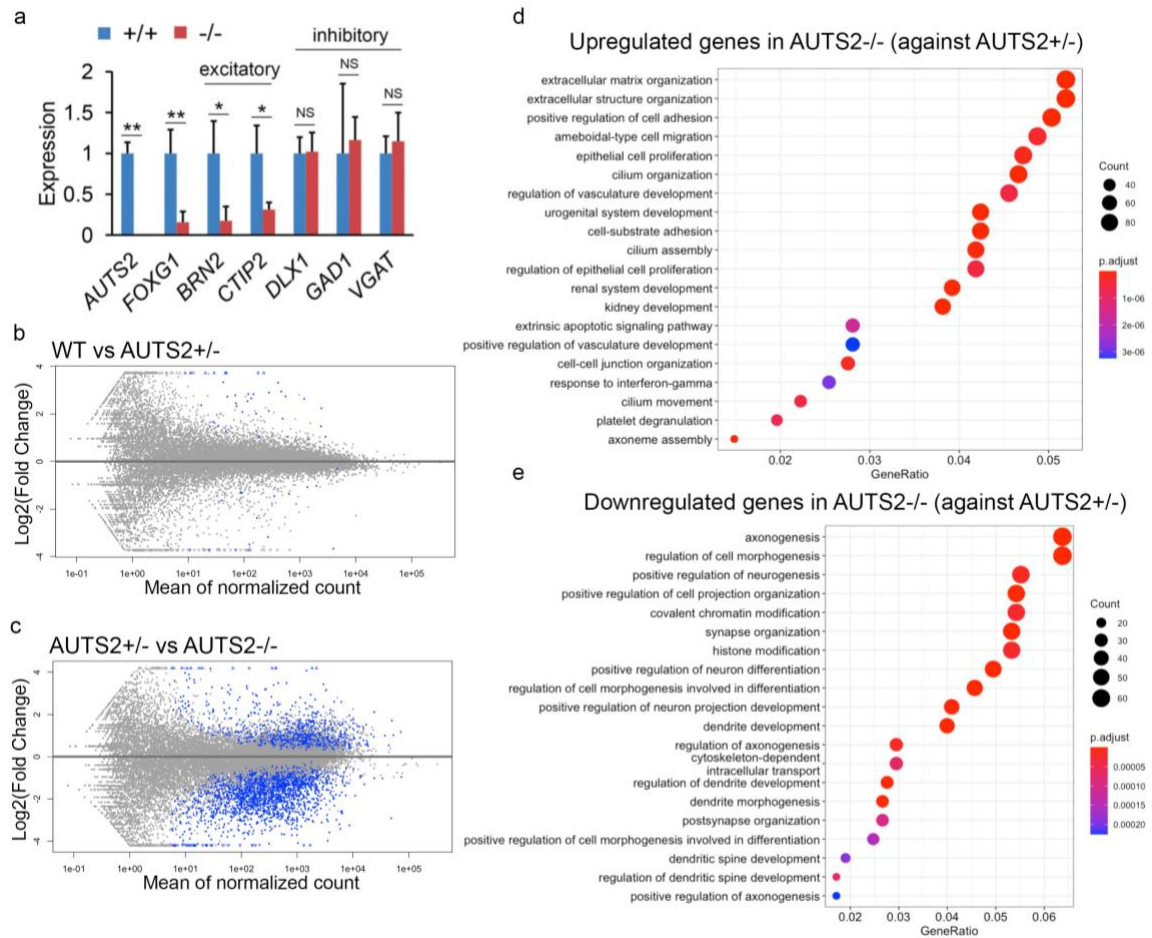 a
+/+ -/-
inhibitory
excitatory
NS
NS
NS
** ** * *
Expression
2
1.5
1
0.5
0
AUTS2 FOXG1 BRN2 CTIP2 DLX1 GAD1 VGAT
b
WT vs AUTS2+/-
Log2(Fold Change)
4
2
0
-2
-4
1e-01 1e+00 1e+01 1e+02 1e+03 1e+04 1e+05
Mean of normalized count
c
AUTS2+/- vs AUTS2-/-
Log2(Fold Change)
4
2
0
-2
-4
1e-01 1e+00 1e+01 1e+02 1e+03 1e+04 1e+05
Mean of normalized count
d
Upregulated genes in AUTS2-/- (against AUTS2+/-)
extracellular matrix organization
extracellular structure organization
positive regulation of cell adhesion
ameboidal-type cell migration
epithelial cell proliferation
cilium organization
regulation of vasculature development
urogenital system development
cell-substrate adhesion
cilium assembly
regulation of epithelial cell proliferation
renal system development
kidney development
extrinsic apoptotic signaling pathway
positive regulation of vasculature development
cell-cell junction organization
response to interferon-gamma
cilium movement
platelet degranulation
axoneme assembly
0.02 0.03 0.04 0.05
GeneRatio
Count
40
60
80
p.adjust
1e-06
2e-06
3e-06
e
Downregulated genes in AUTS2-/- (against AUTS2+/-)
axonogenesis
regulation of cell morphogenesis
positive regulation of neurogenesis
positive regulation of cell projection organization
covalent chromatin modification
synapse organization
histone modification
positive regulation of neuron differentiation
regulation of cell morphogenesis involved in differentiation
positive regulation of neuron projection development
dendrite development
regulation of axonogenesis
cytoskeleton-dependent
intracellular transport
regulation of dendrite development
dendrite morphogenesis
postsynapse organization
positive regulation of cell morphogenesis involved in differentiation
dendritic spine development
regulation of dendritic spine development
positive regulation of axonogenesis
0.02 0.03 0.04 0.05 0.06
GeneRatio
Count
20
30
40
50
60
p.adjust
0.00005
0.00010
0.00015
0.00020